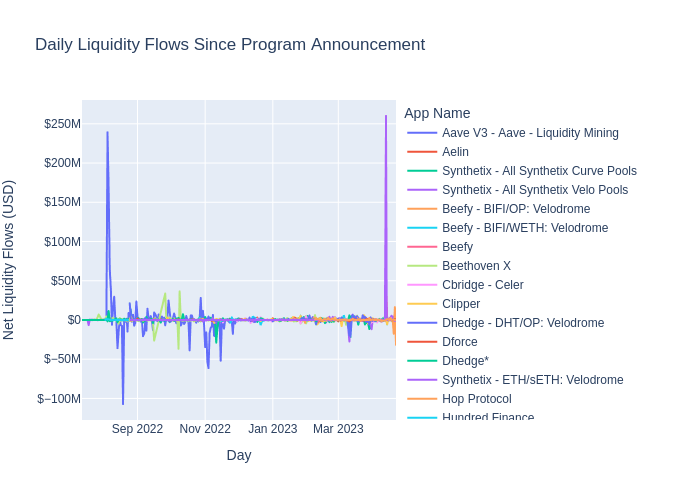 Daily Liquidity Flows Since Program Announcement
App Name
Aave V3 - Aave - Liquidity Mining
Aelin
Synthetix - All Synthetix Curve Pools
Synthetix - All Synthetix Velo Pools
Beefy - BIFI/OP: Velodrome
Beefy - BIFI/WETH: Velodrome
Beefy
Beethoven X
Cbridge - Celer
Clipper
Dhedge - DHT/OP: Velodrome
Dforce
Dhedge*
Synthetix - ETH/sETH: Velodrome
Hop Protocol
Hundred Finance
$250M
$200M
$150M
$100M
$50M
$0
$−50M
$−100M
Net Liquidity Flows (USD)
Sep 2022
Nov 2022
Jan 2023
Mar 2023
Day